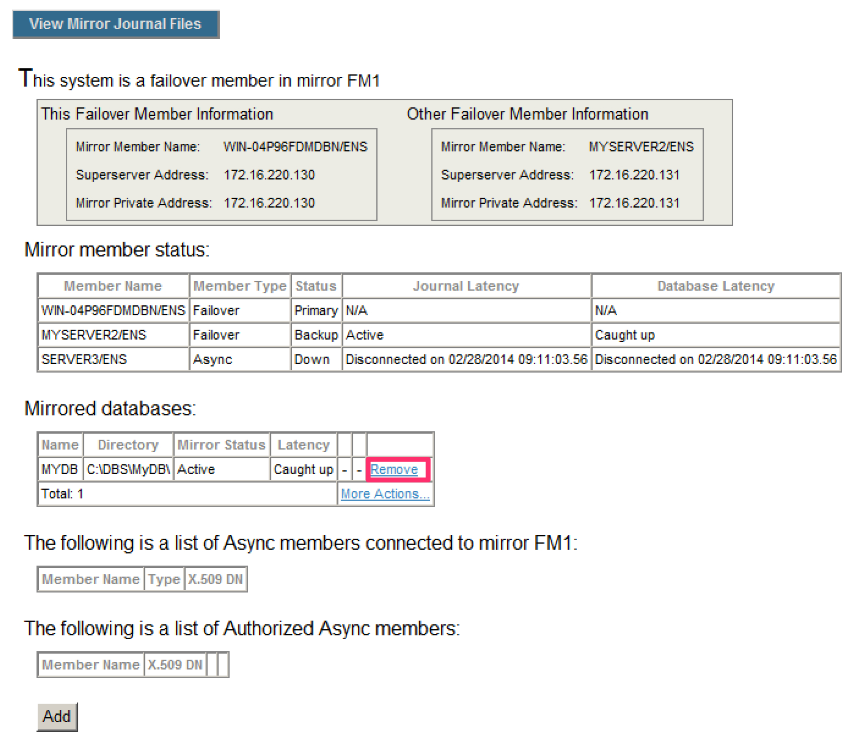 View Mirror Journal Files
This system is a failover member in mirror FM1
This Failover Member Information
Mirror Member Name: WIN-04P96FDMDBN/ENS
Superserver Address: 172.16.220.130
Mirror Private Address: 172.16.220.130
Other Failover Member Information
Mirror Member Name: MYSERVER2/ENS
Superserver Address: 172.16.220.131
Mirror Private Address: 172.16.220.131
Mirror member status:
Member Name Member Type Status Journal Latency Database Latency
WIN-04P96FDMDBN/ENS Failover Primary N/A N/A
MYSERVER2/ENS Failover Backup Active Caught up
SERVER3/ENS Async Down Disconnected on 02/28/2014 09:11:03.56 Disconnected on 02/28/2014 09:11:03.56
Mirrored databases:
Name Directory Mirror Status Latency
MYDB C:\DBS\MyDB\ Active Caught up - - Remove
Total: 1 More Actions...
The following is a list of Async members connected to mirror FM1:
Member Name Type X.509 DN
The following is a list of Authorized Async members:
Member Name X.509 DN
Add